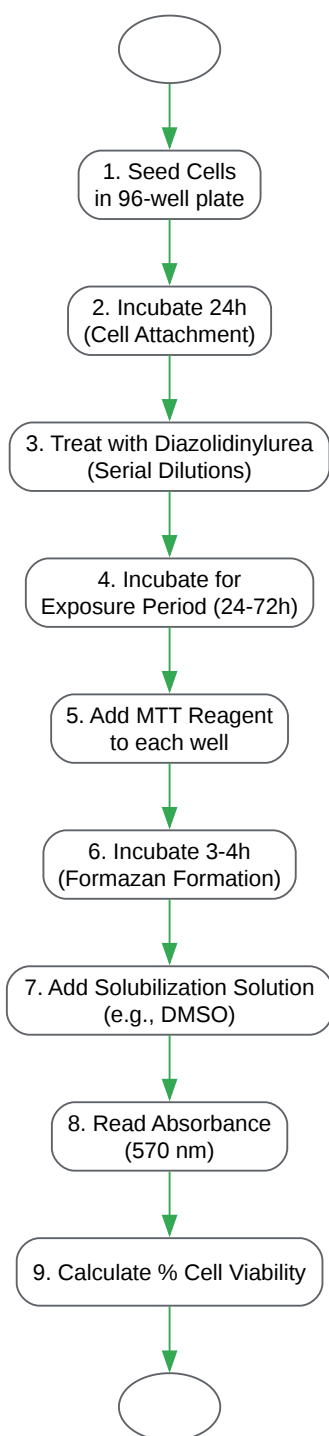 1. Seed Cells
in 96-well plate
2. Incubate 24h
(Cell Attachment)
3. Treat with Diazolidinylurea
(Serial Dilutions)
4. Incubate for
Exposure Period (24-72h)
5. Add MTT Reagent
to each well
6. Incubate 3-4h
(Formazan Formation)
7. Add Solubilization Solution
(e.g., DMSO)
8. Read Absorbance
(570 nm)
9. Calculate % Cell Viability